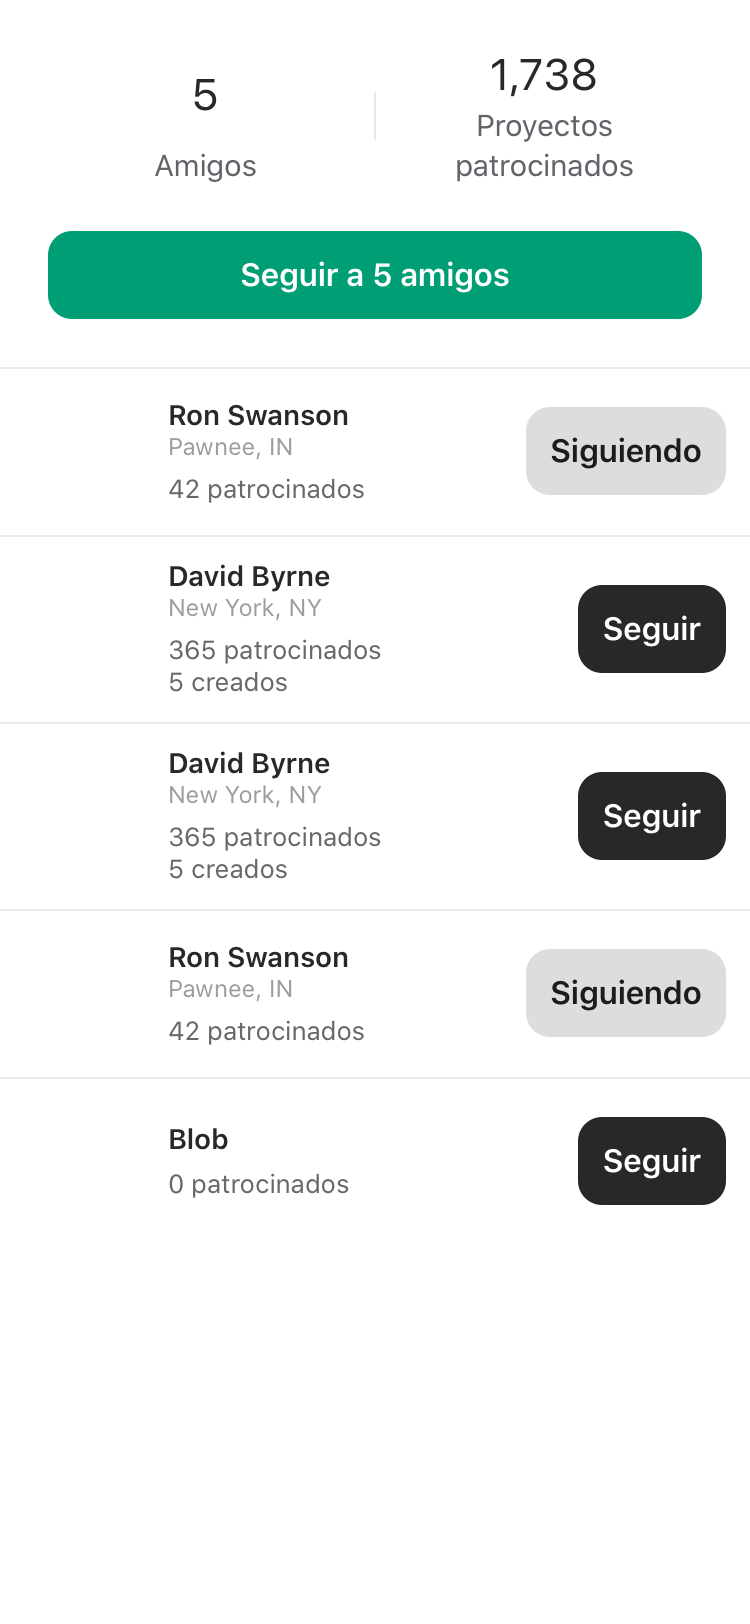 5
Amigos
1,738
Proyectos
patrocinados
Seguir a 5 amigos
Ron Swanson
Pawnee, IN
42 patrocinados
Siguiendo
David Byrne
New York, NY
365 patrocinados
5 creados
Seguir
David Byrne
New York, NY
365 patrocinados
5 creados
Seguir
Ron Swanson
Pawnee, IN
42 patrocinados
Siguiendo
Blob
0 patrocinados
Seguir